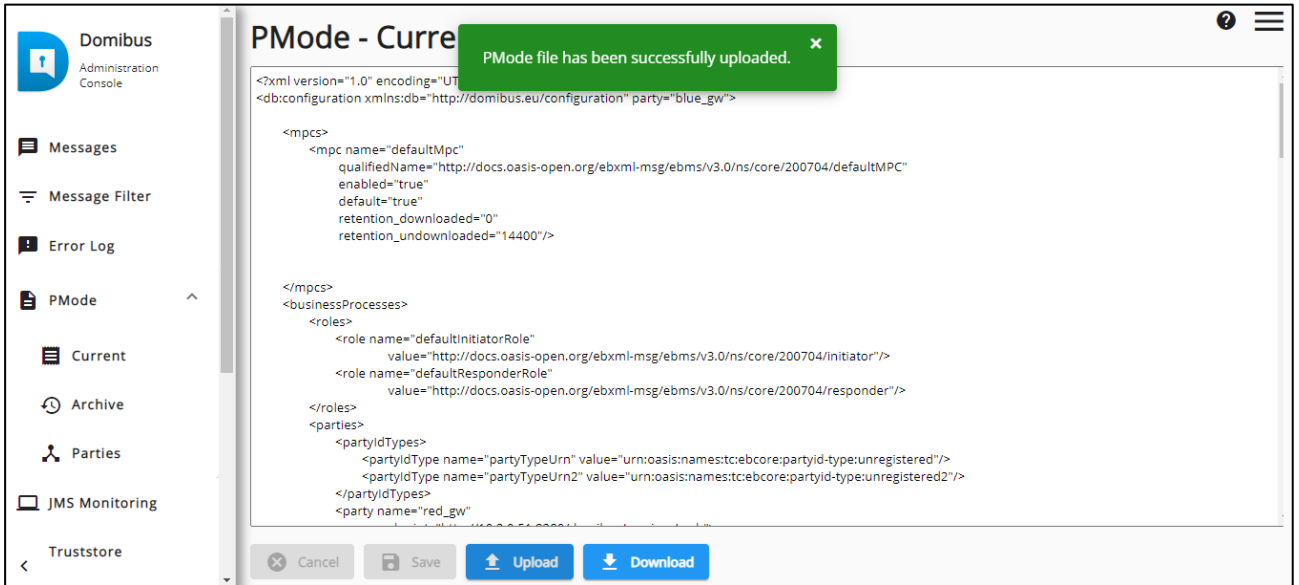 Domibus
Administration
Console
Messages
Message Filter
Error Log
PMode
Current
Archive
Parties
JMS Monitoring
Truststore
PMode - Curre
PMode file has been successfully uploaded.
<?xml version="1.0" encoding="UT
<db:configuration xmlns:db="http://domibus.eu/configuration" party="blue_gw">
<mpcs>
<mpc name="defaultMpc"
qualifiedName="http://docs.oasis-open.org/ebxml-msg/ebms/v3.0/ns/core/200704/defaultMPC"
enabled="true"
default="true"
retention_downloaded="0"
retention_undownloaded="14400"/>
</mpcs>
<businessProcesses>
<roles>
<role name="defaultInitiatorRole"
value="http://docs.oasis-open.org/ebxml-msg/ebms/v3.0/ns/core/200704/initiator"/>
<role name="defaultResponderRole"
value="http://docs.oasis-open.org/ebxml-msg/ebms/v3.0/ns/core/200704/responder"/>
</roles>
<parties>
<partyIdTypes>
<partyIdType name="partyTypeUrn" value="urn:oasis:names:tc:ebcore:partyid-type:unregistered"/>
<partyIdType name="partyTypeUrn2" value="urn:oasis:names:tc:ebcore:partyid-type:unregistered2"/>
</partyIdTypes>
<party name="red_gw"
Cancel
Save
Upload
Download